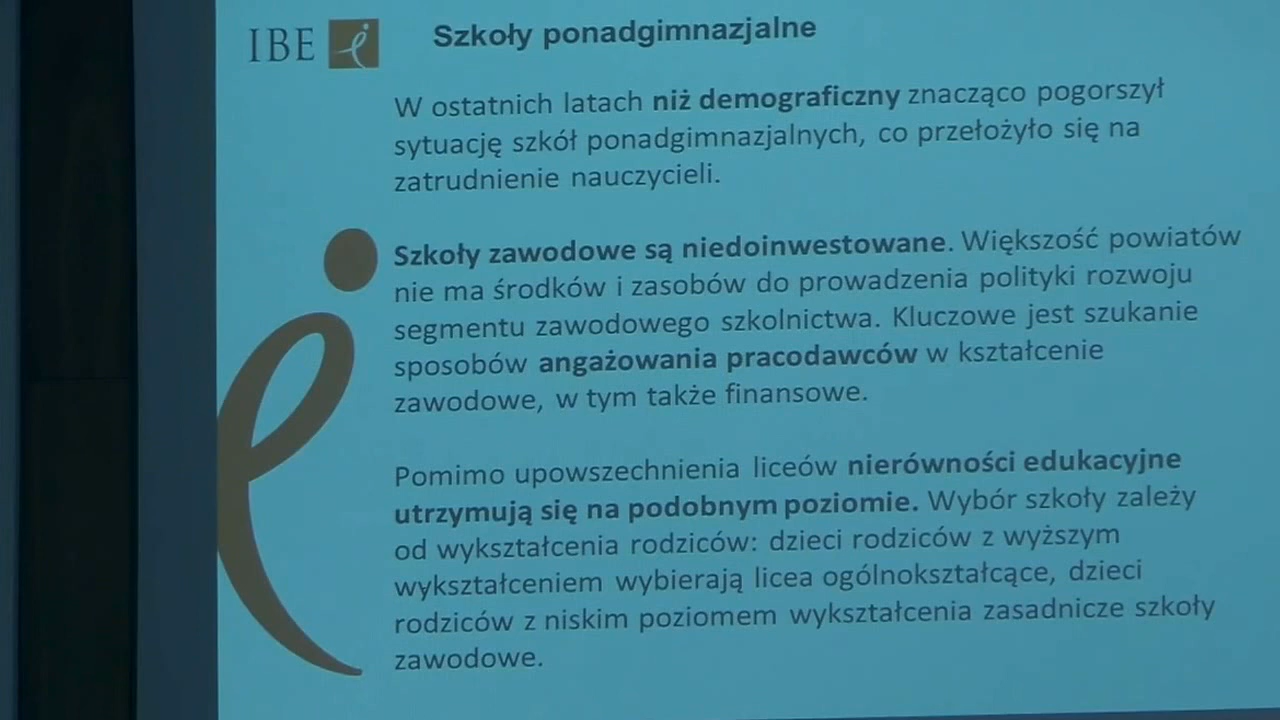 IBE
Szkoły ponadgimnazjalne
W ostatnich latach niż demograficzny znacząco pogorszył
sytuację szkół ponadgimnazjalnych, co przełożyło się na
zatrudnienie nauczycieli.
Szkoły zawodowe są niedoinwestowane. Większość powiatów
nie ma środków i zasobów do prowadzenia polityki rozwoju
segmentu zawodowego szkolnictwa. Kluczowe jest szukanie
sposobów angażowania pracodawców w kształcenie
zawodowe, w tym także finansowe.
Pomimo upowszechnienia liceów nierówności edukacyjne
utrzymują się na podobnym poziomie. Wybór szkoły zależy
od wykształcenia rodziców: dzieci rodziców z wyższym
wykształceniem wybierają licea ogólnokształcące, dzieci
rodziców z niskim poziomem wykształcenia zasadnicze szkoły
zawodowe.